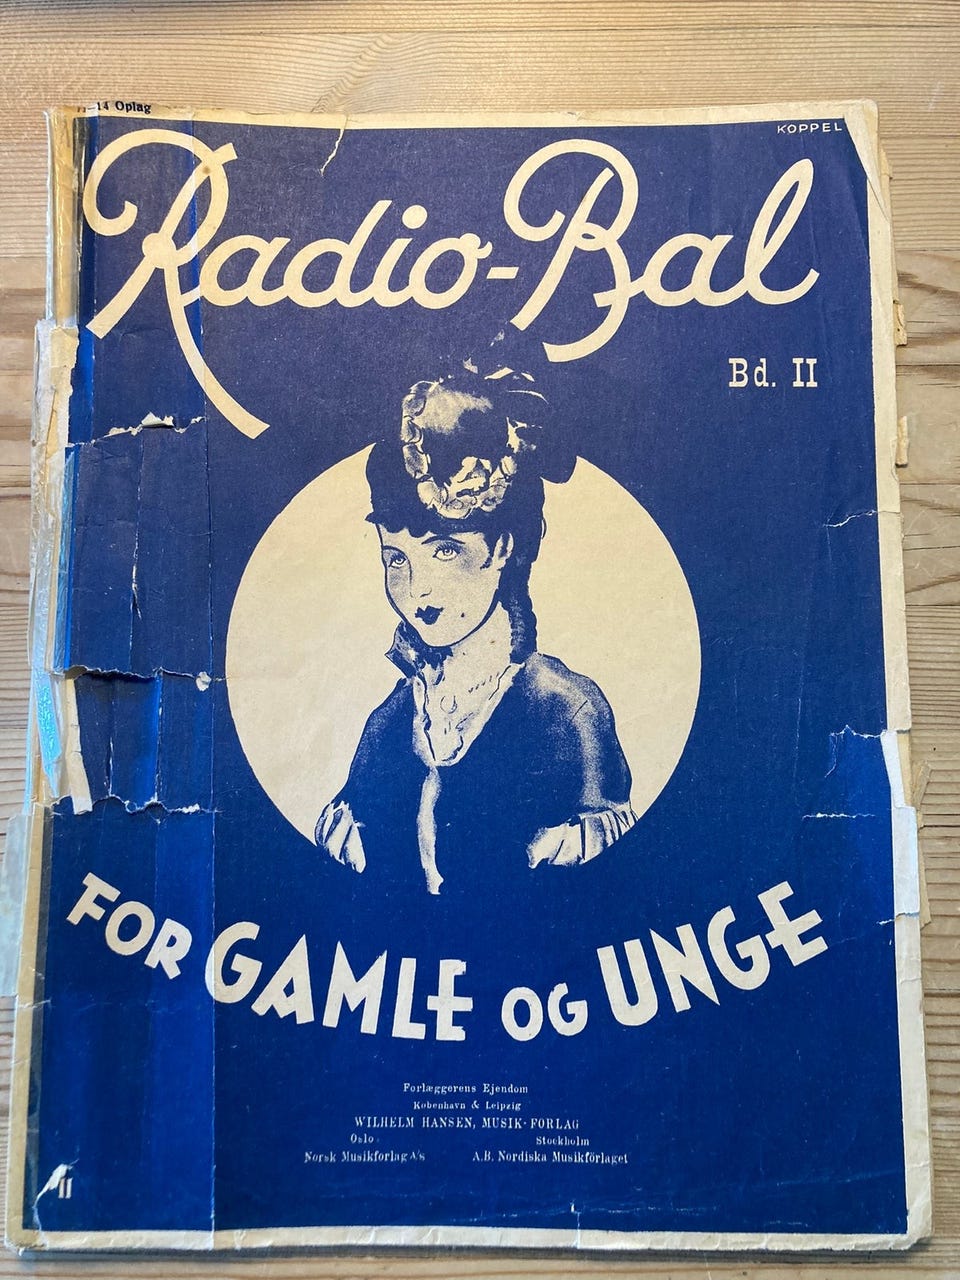 14 Oplag
KOPPEL
Radio-Bal
Bd. II
FOR GAMLE OG UNGE
Forlæggerens Ejendom
København & Leipzig
WILHELM HANSEN, MUSIK-FORLAG
Oslo Stockholm
Norsk Musikforlag A/s A.B. Nordiska Musikförlaget
II